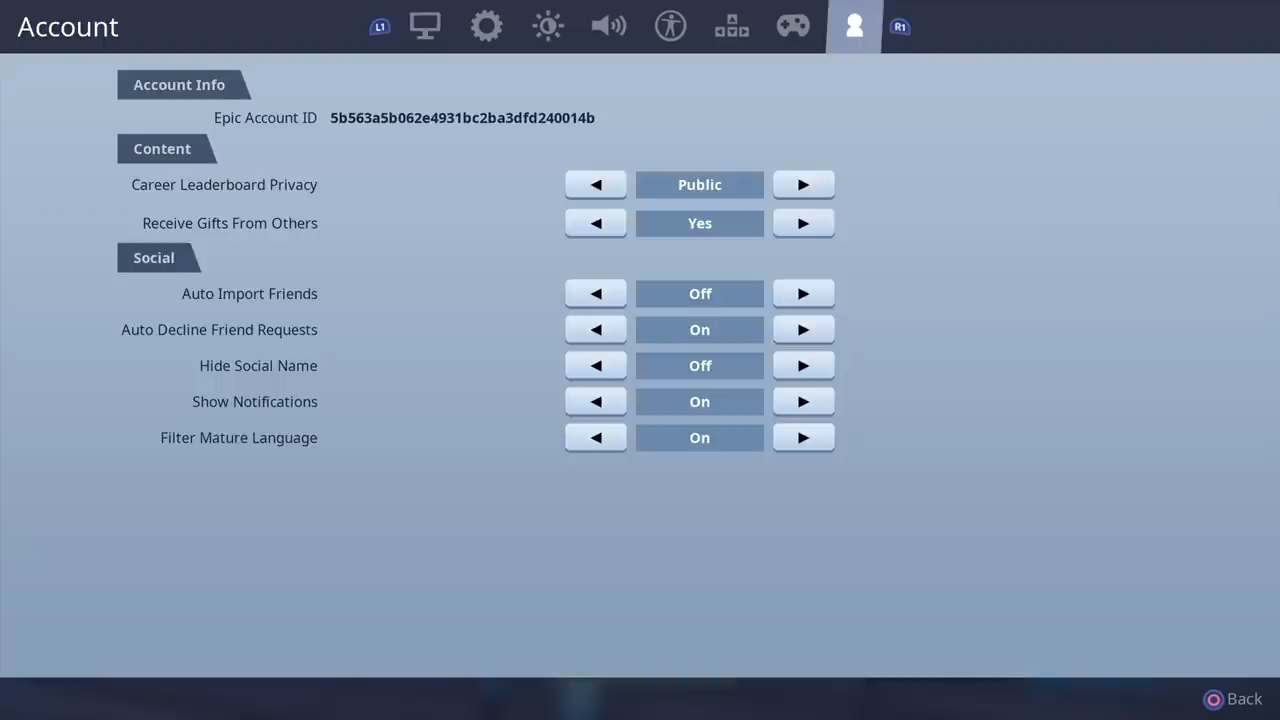 Account
L1
R1
Account Info
Epic Account ID 5b563a5b062e4931bc2ba3dfd240014b
Content
Career Leaderboard Privacy Public
Receive Gifts From Others Yes
Social
Auto Import Friends Off
Auto Decline Friend Requests On
Hide Social Name Off
Show Notifications On
Filter Mature Language On
Back